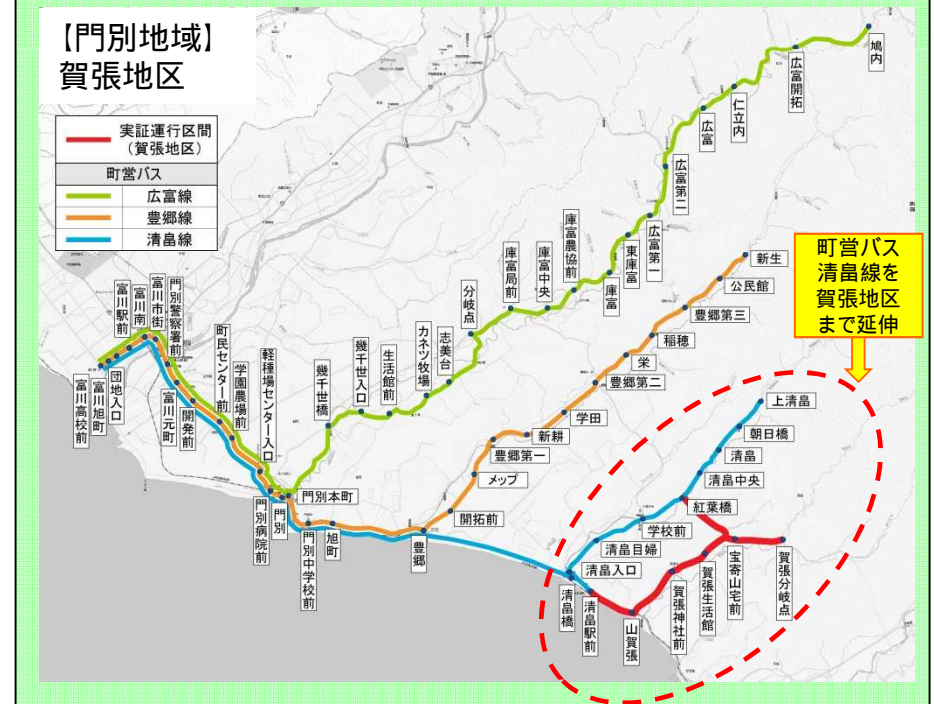 【門別地域】
賀張地区
実証運行区間
（賀張地区）
町営バス
広富線
豊郷線
清畠線
町営バス
清畠線を
賀張地区
まで延伸
鳩内
広富開拓
仁立内
広富
広富第二
広富第一
東庫富
庫富
庫富農協前
庫富中央
庫富局前
分岐点
志美台
カネツ牧場
生活館前
幾千世入口
幾千世橋
門別本町
新生
公民館
豊郷第三
稲穂
栄
豊郷第二
学田
新耕
豊郷第一
メップ
開拓前
豊郷
旭町
門別中学校前
門別
門別病院前
軽種場センター入口
学園農場前
町民センター前
開発前
富川元町
門別警察署前
富川市街
富川南
富川駅前
団地入口
富川旭町
富川高校前
上清畠
朝日橋
清畠
清畠中央
紅葉橋
学校前
清畠目婦
清畠入口
清畠橋
清畠駅前
山賀張
賀張神社前
賀張生活館
宝寄山宅前
賀張分岐点